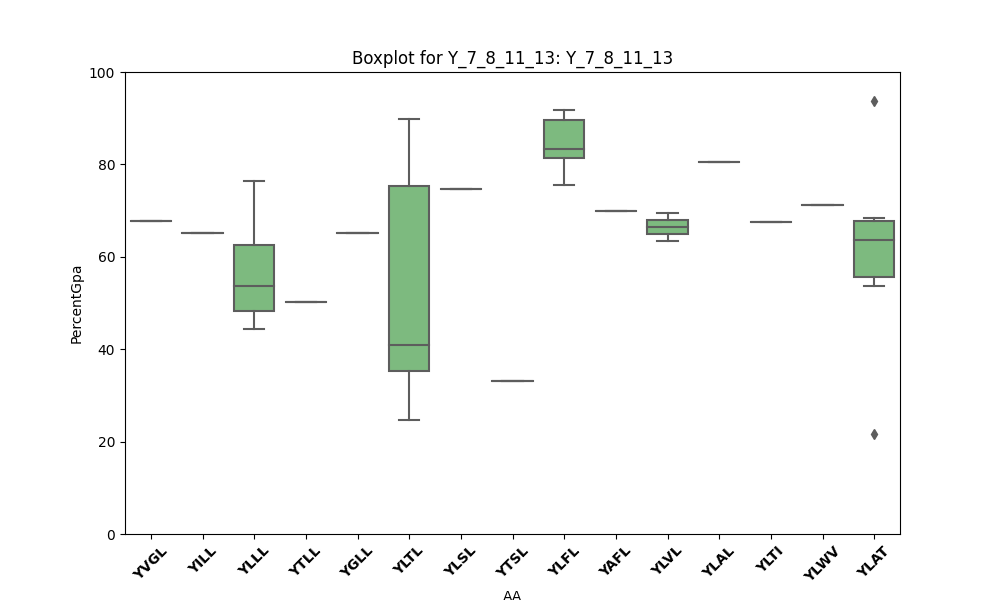 Boxplot for Y_7_8_11_13: Y_7_8_11_13
100
80
60
40
20
0
PercentGpa
YVGL YILL YLLL YTLL YGLL YLTL YLSL YTSL YLFL YAFL YLVL YLAL YLTI YLWV YLAT
AA